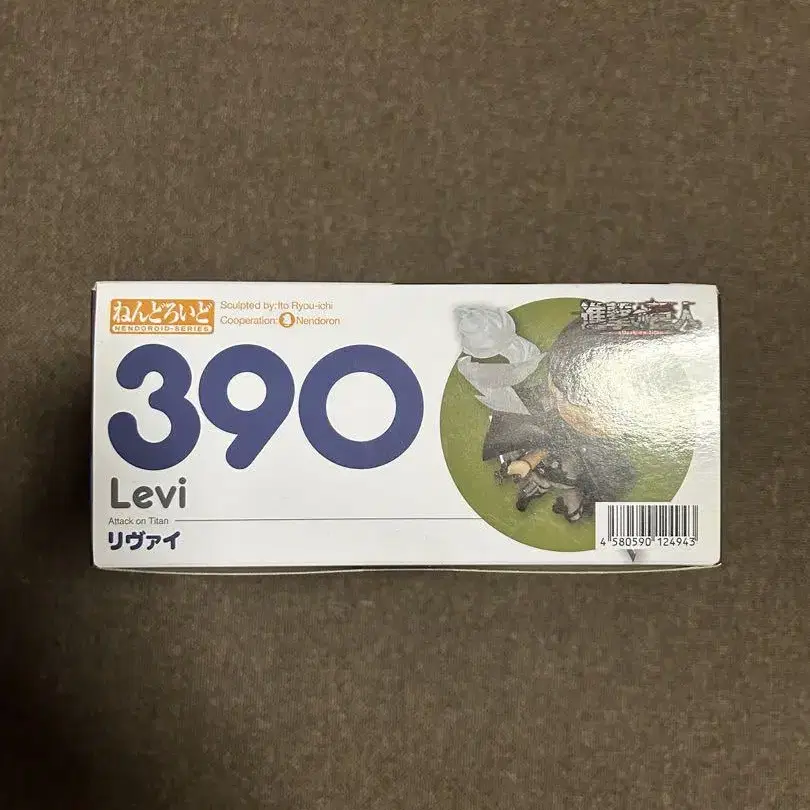 ねんどろいど
NENDOROID-SERIES
Sculpted by:Ito Ryou-ichi
Cooperation: Nendoron
390
Levi
Attack on Titan
リヴァイ
進撃の巨人
4 580590 124943